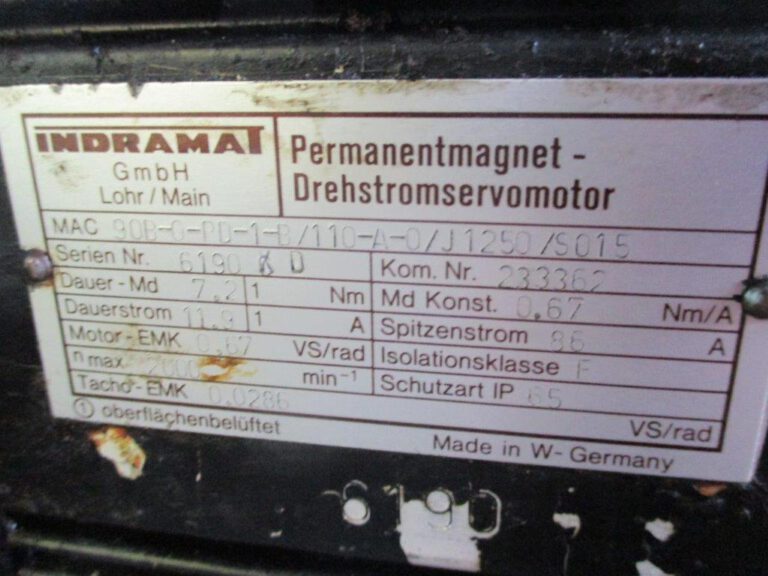 INDRAMAT
GmbH
Lohr / Main
Permanentmagnet -
Drehstromservomotor
MAC 90B-0-PD-1-B/110-A-0/J1250/S015
Serien Nr. 6190 D
Kom. Nr. 233362
Dauer - Md 7.2 1 Nm
Md Konst. 0.67 Nm/A
Dauerstrom 11.9 1 A
Spitzenstrom 86 A
Motor - EMK 0.67 VS/rad
Isolationsklasse F
n max. 2000 min-1
Schutzart IP 65
Tacho - EMK 0.0286 VS/rad
① oberflächenbelüftet
Made in W- Germany
6190